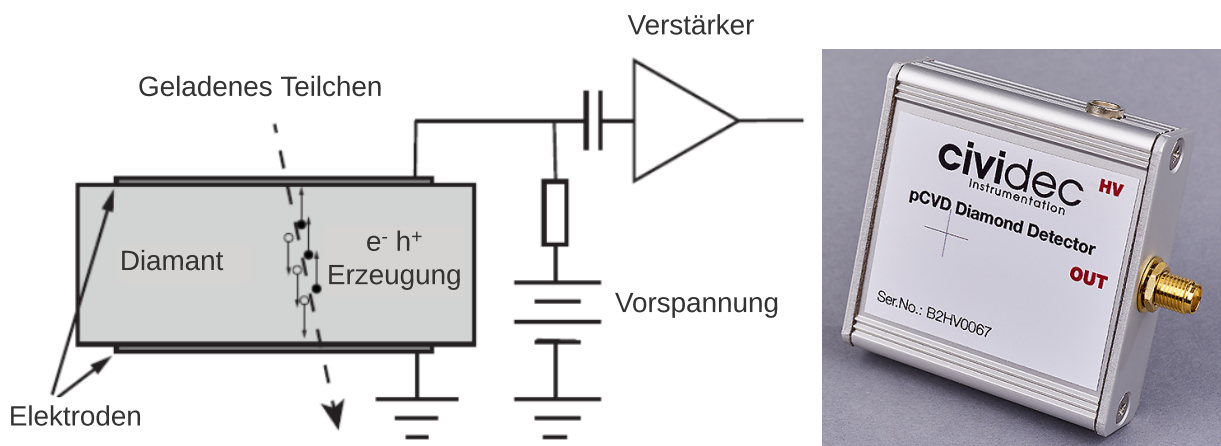 Verstärker
Geladenes Teilchen
Diamant
e- h+
Erzeugung
Vorspannung
Elektroden
cividec
Instrumentation
HV
pCVD Diamond Detector
OUT
Ser.No.: B2HV0067